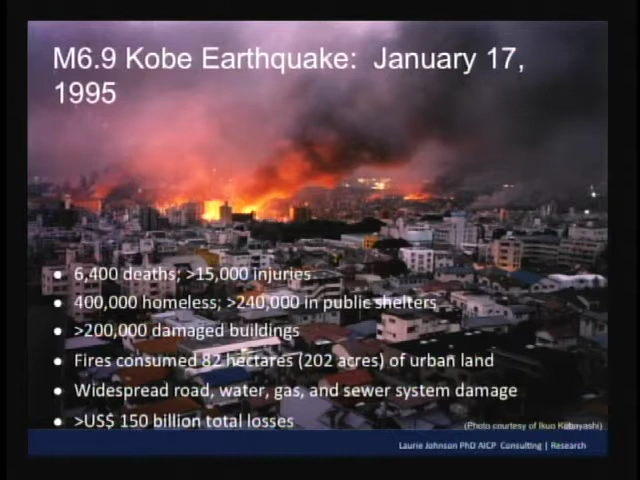 M6.9 Kobe Earthquake: January 17,
1995
• 6,400 deaths; >15,000 injuries
• 400,000 homeless; >240,000 in public shelters
• >200,000 damaged buildings
• Fires consumed 82 hectares (202 acres) of urban land
• Widespread road, water, gas, and sewer system damage
• >US$ 150 billion total losses
(Photo courtesy of Ikuo Kobayashi)
Laurie Johnson PhD AICP Consulting | Research